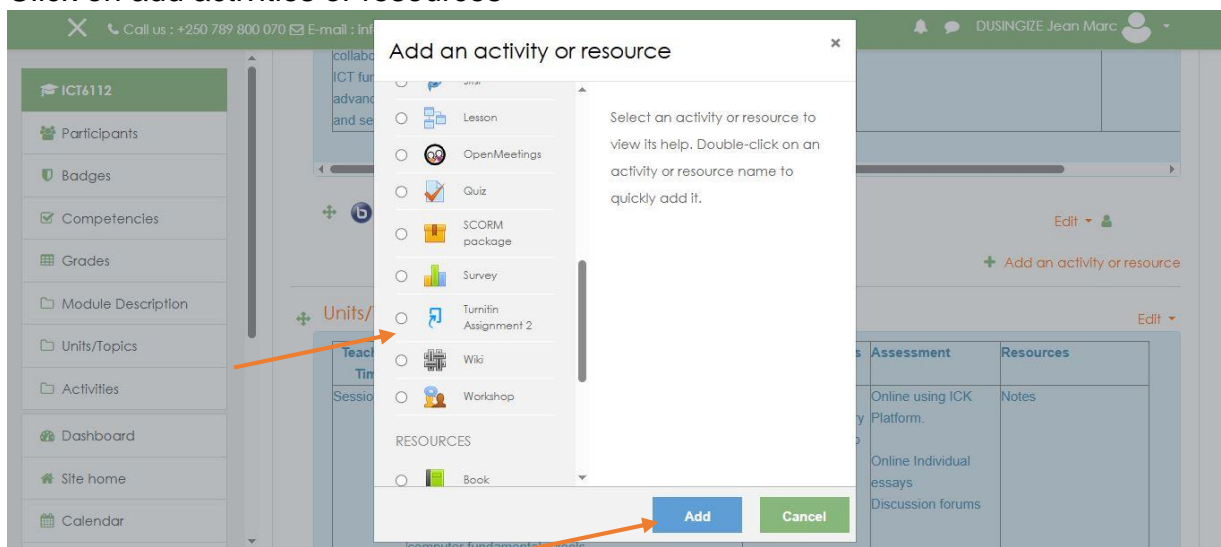 Click on add activities or resources
Call us : +250 789 800 070 E-mail : inf
DUSINGIZE Jean Marc
Add an activity or resource
×
ICT6112
Participants
Badges
Competencies
Grades
Module Description
Units/Topics
Activities
Dashboard
Site home
Calendar
collabo
ICT fun
advanc
and se
Lesson
OpenMeetings
Quiz
SCORM
package
Survey
Turnitin
Assignment 2
Wiki
Workshop
RESOURCES
Book
Select an activity or resource to
view its help. Double-click on an
activity or resource name to
quickly add it.
Add
Cancel
Edit
+ Add an activity or resource
Units/
Edit
Teach
Tim
Sessio
s
Assessment
Resources
Online using ICK
Platform.
Online Individual
essays
Discussion forums
Notes